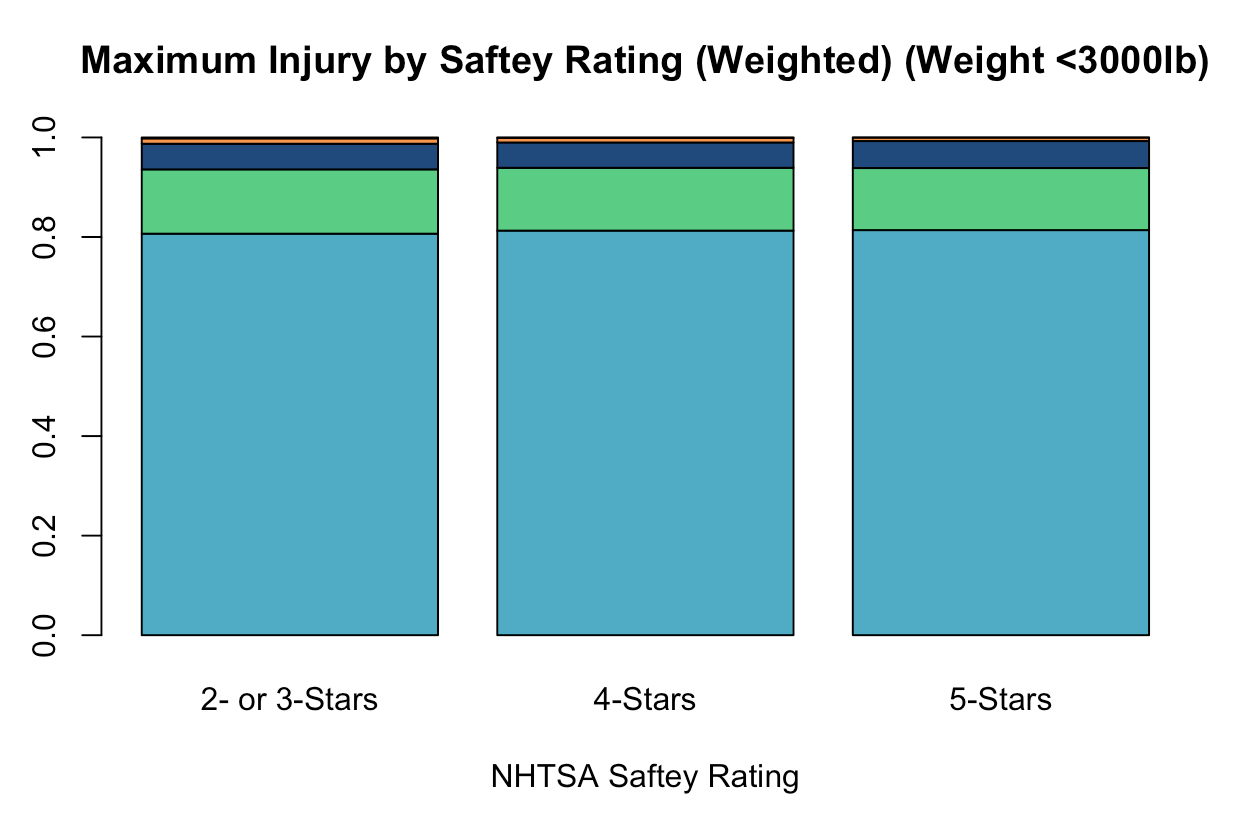 Maximum Injury by Saftey Rating (Weighted) (Weight <3000lb)
1.0
0.8
0.6
0.4
0.2
0.0
2- or 3-Stars
4-Stars
5-Stars
NHTSA Saftey Rating